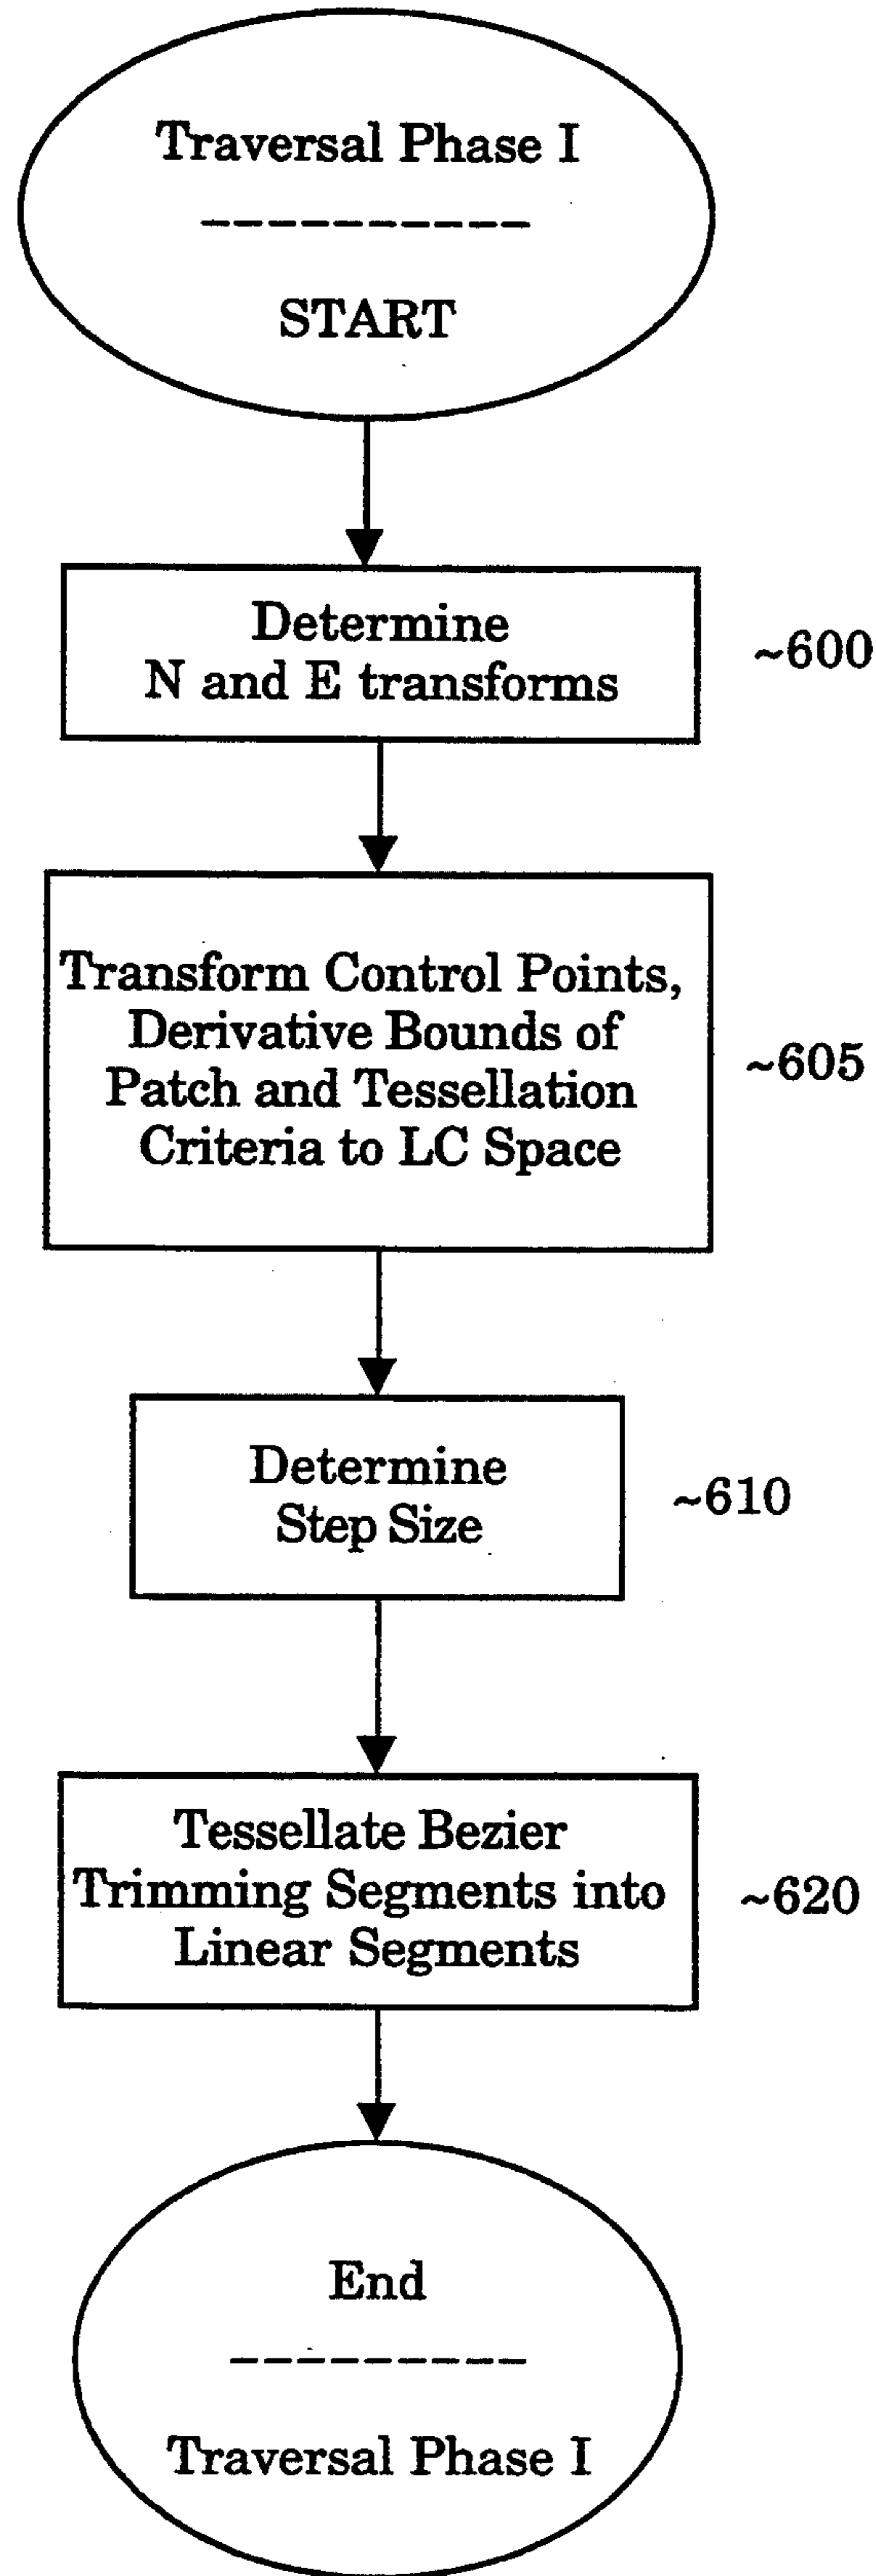 Traversal Phase I
START
Determine
N and E transforms
~600
Transform Control Points,
Derivative Bounds of
Patch and Tessellation
Criteria to LC Space
~605
Determine
Step Size
~610
Tessellate Bezier
Trimming Segments into
Linear Segments
~620
End
Traversal Phase I